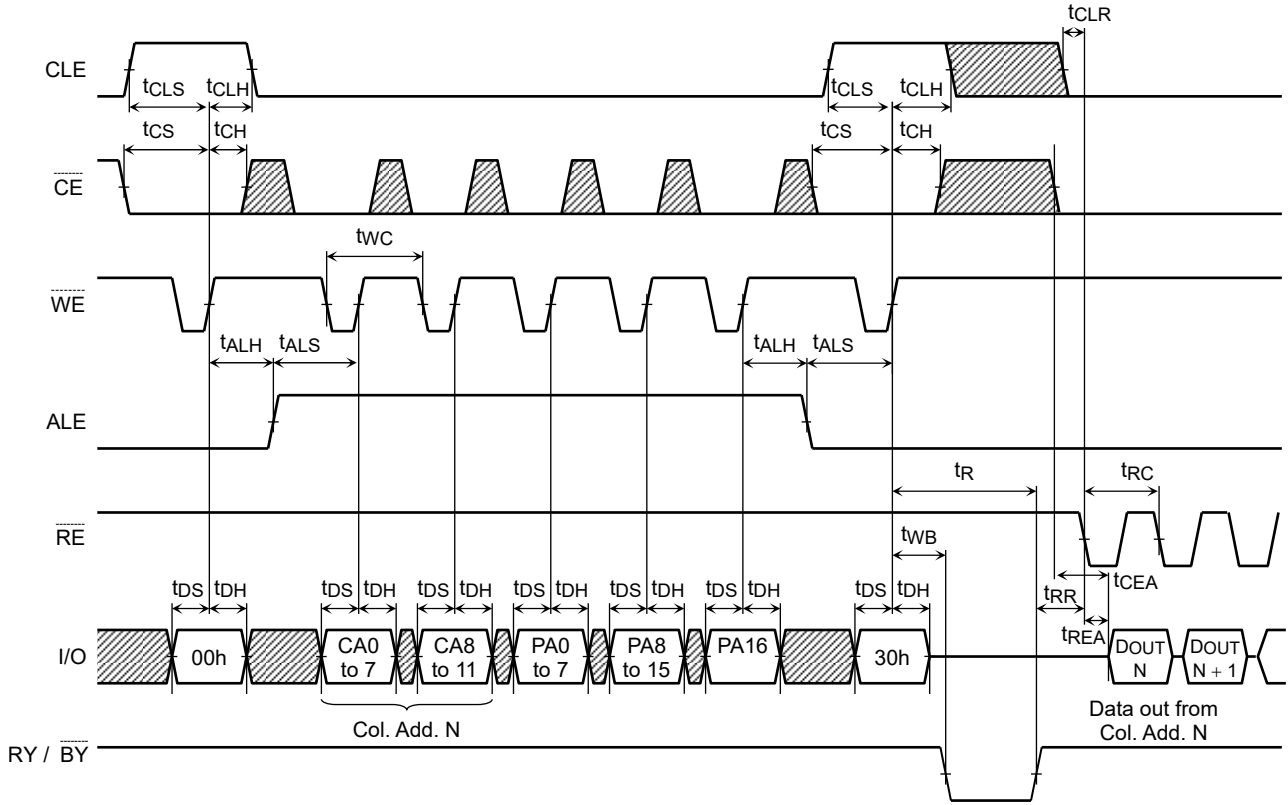 tCLR
CLE
tCLS tCLH tCLS tCLH
tCS tCH tCS tCH
CE
tWC
WE
tALH tALS tALH tALS
ALE
tR tRC
RE
tWB
tDS tDH tDS tDH tDS tDH tDS tDH tDS tDH tDS tDH tDS tDH tRR tCEA
tREA
I/O 00h CA0 to 7 CA8 to 11 PA0 to 7 PA8 to 15 PA16 30h DOUT N DOUT N + 1
Col. Add. N
Data out from
Col. Add. N
RY / BY